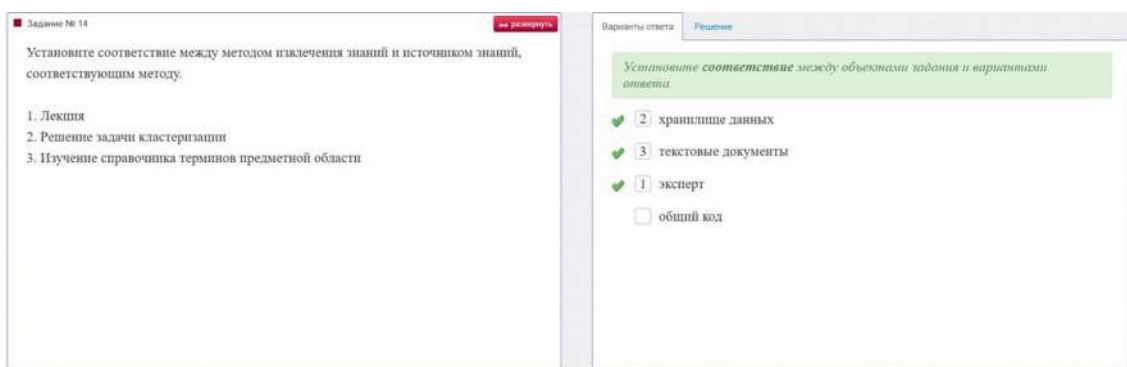 Задание № 14
развернуть
Установите соответствие между методом извлечения знаний и источником знаний,
соответствующим методу.
1. Лекция
2. Решение задачи кластеризации
3. Изучение справочника терминов предметной области
Варианты ответа
Решение
Установите соответствие между объектами задания и вариантами
ответа
2 хранилище данных
3 текстовые документы
1 эксперт
общий код